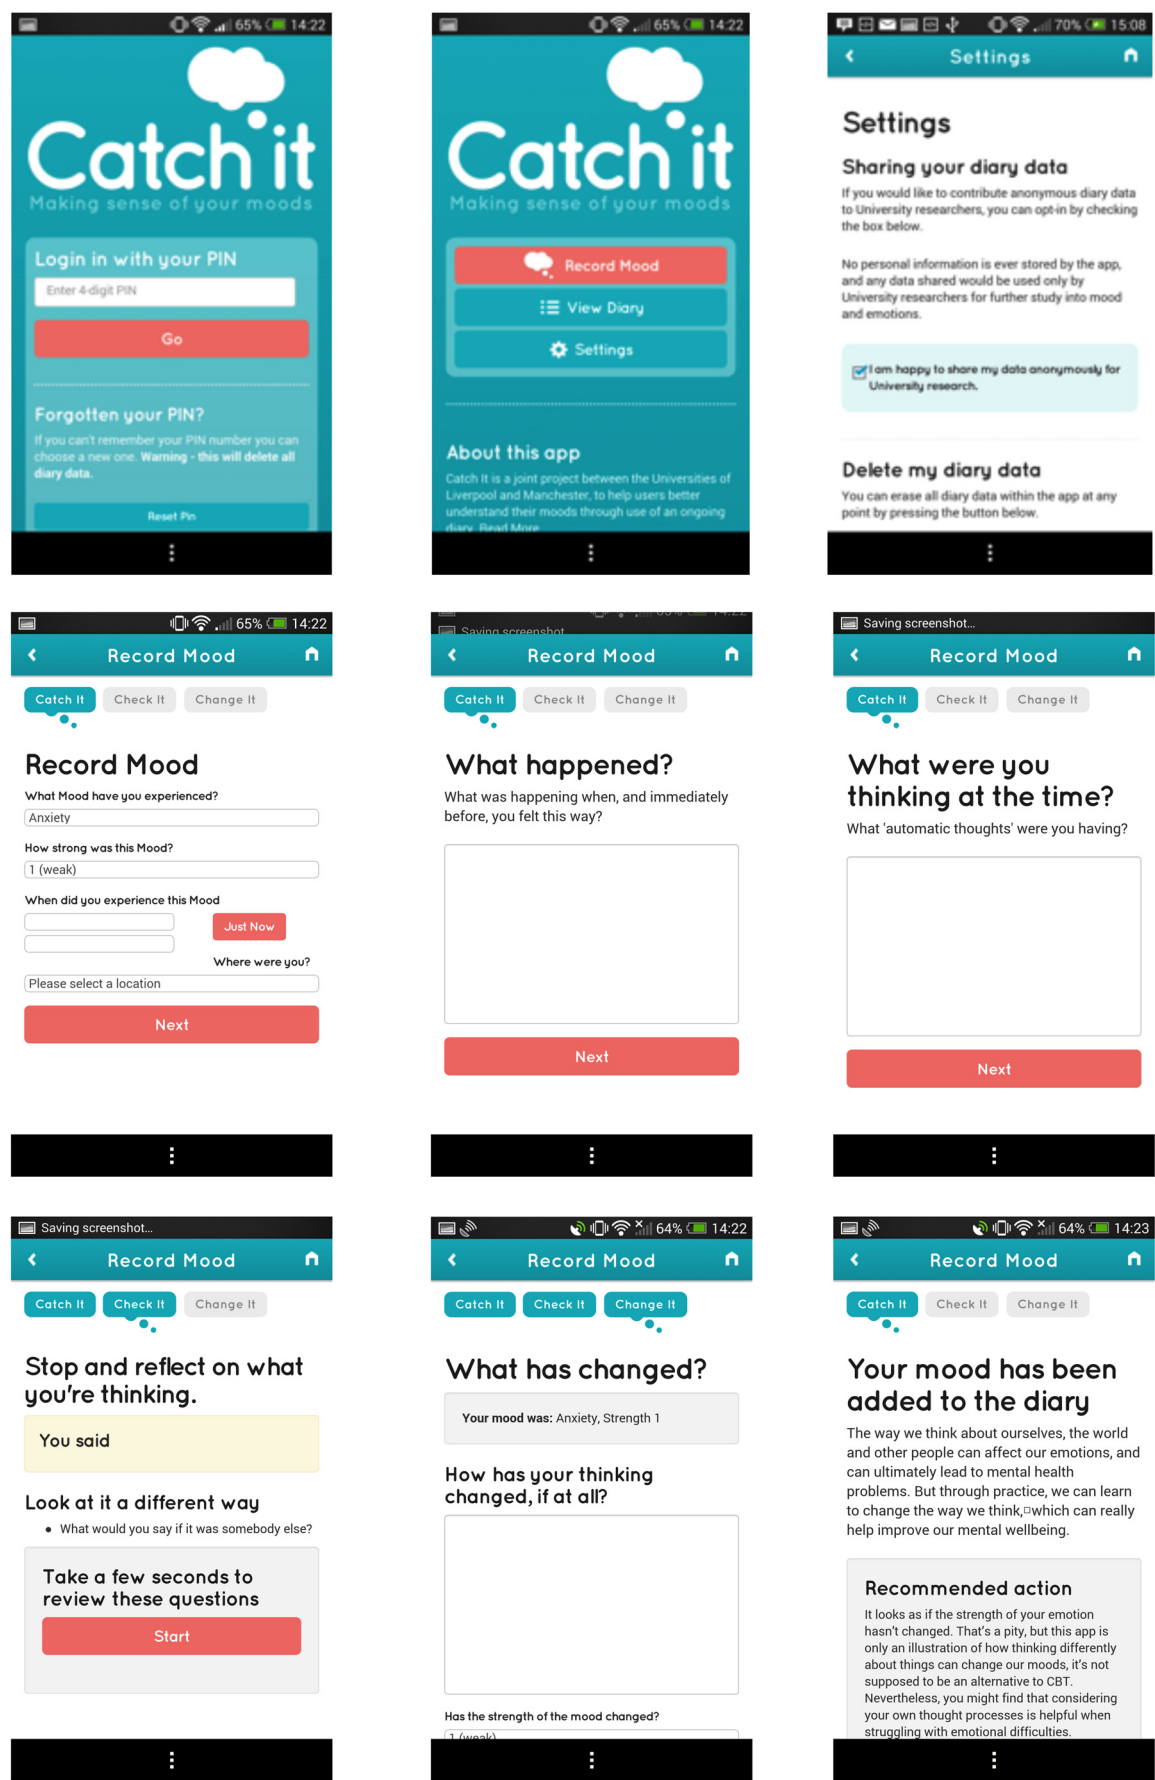 65% 14:22
Catch it
Making sense of your moods
Login in with your PIN
Enter 4-digit PIN
Go
Forgotten your PIN?
If you can't remember your PIN number you can
choose a new one. Warning - this will delete all
diary data.
Reset Pin
65% 14:22
Catch it
Making sense of your moods
Record Mood
View Diary
Settings
About this app
Catch It is a joint project between the Universities of
Liverpool and Manchester, to help users better
understand their moods through use of an ongoing
diary. Read More
70% 15:08
Settings
Settings
Sharing your diary data
If you would like to contribute anonymous diary data
to University researchers, you can opt-in by checking
the box below.
No personal information is ever stored by the app,
and any data shared would be used only by
University researchers for further study into mood
and emotions.
I am happy to share my data anonymously for
University research.
Delete my diary data
You can erase all diary data within the app at any
point by pressing the button below.
65% 14:22
Record Mood
Catch It Check It Change It
Record Mood
What Mood have you experienced?
Anxiety
How strong was this Mood?
1 (weak)
When did you experience this Mood
Just Now
Where were you?
Please select a location
Next
65% 14:22
Saving screenshot
Record Mood
Catch It Check It Change It
What happened?
What was happening when, and immediately
before, you felt this way?
Next
Saving screenshot...
Record Mood
Catch It Check It Change It
What were you
thinking at the time?
What 'automatic thoughts' were you having?
Next
Saving screenshot...
Record Mood
Catch It Check It Change It
Stop and reflect on what
you're thinking.
You said
Look at it a different way
• What would you say if it was somebody else?
Take a few seconds to
review these questions
Start
64% 14:22
Record Mood
Catch It Check It Change It
What has changed?
Your mood was: Anxiety, Strength 1
How has your thinking
changed, if at all?
Has the strength of the mood changed?
1 (weak)
64% 14:23
Record Mood
Catch It Check It Change It
Your mood has been
added to the diary
The way we think about ourselves, the world
and other people can affect our emotions, and
can ultimately lead to mental health
problems. But through practice, we can learn
to change the way we think,□which can really
help improve our mental wellbeing.
Recommended action
It looks as if the strength of your emotion
hasn't changed. That's a pity, but this app is
only an illustration of how thinking differently
about things can change our moods, it's not
supposed to be an alternative to CBT.
Nevertheless, you might find that considering
your own thought processes is helpful when
struggling with emotional difficulties.